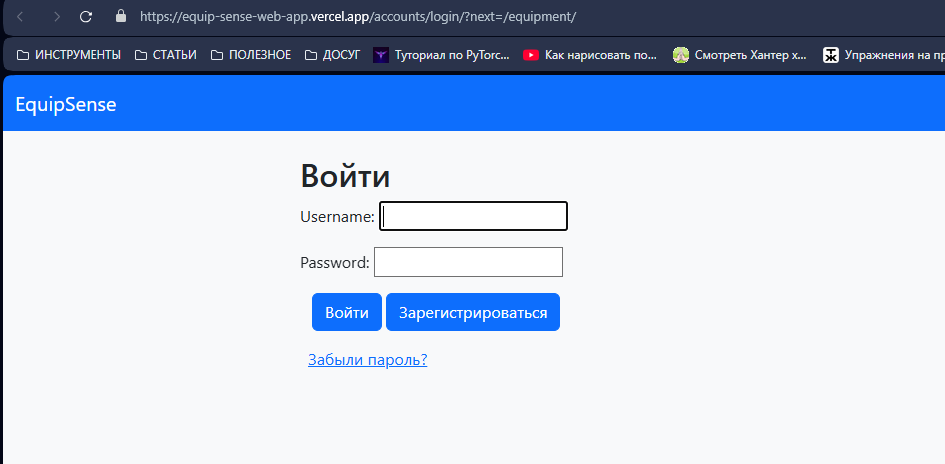 https://equip-sense-web-app.vercel.app/accounts/login/?next=/equipment/
ИНСТРУМЕНТЫ СТАТЬИ ПОЛЕЗНОЕ ДОСУГ Туториал по PyTorc... Как нарисовать по... Смотреть Хантер х... Упражнения на пр
EquipSense
Войти
Username:
Password:
Войти Зарегистрироваться
Забыли пароль?